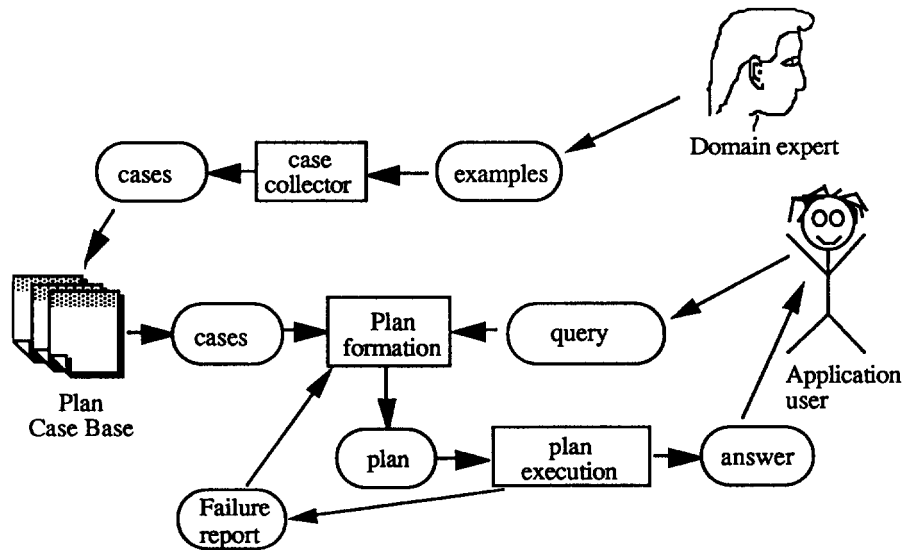 Domain expert
cases
case
collector
examples
cases
Plan
formation
query
Plan
Case Base
Application
user
plan
plan
execution
answer
Failure
report